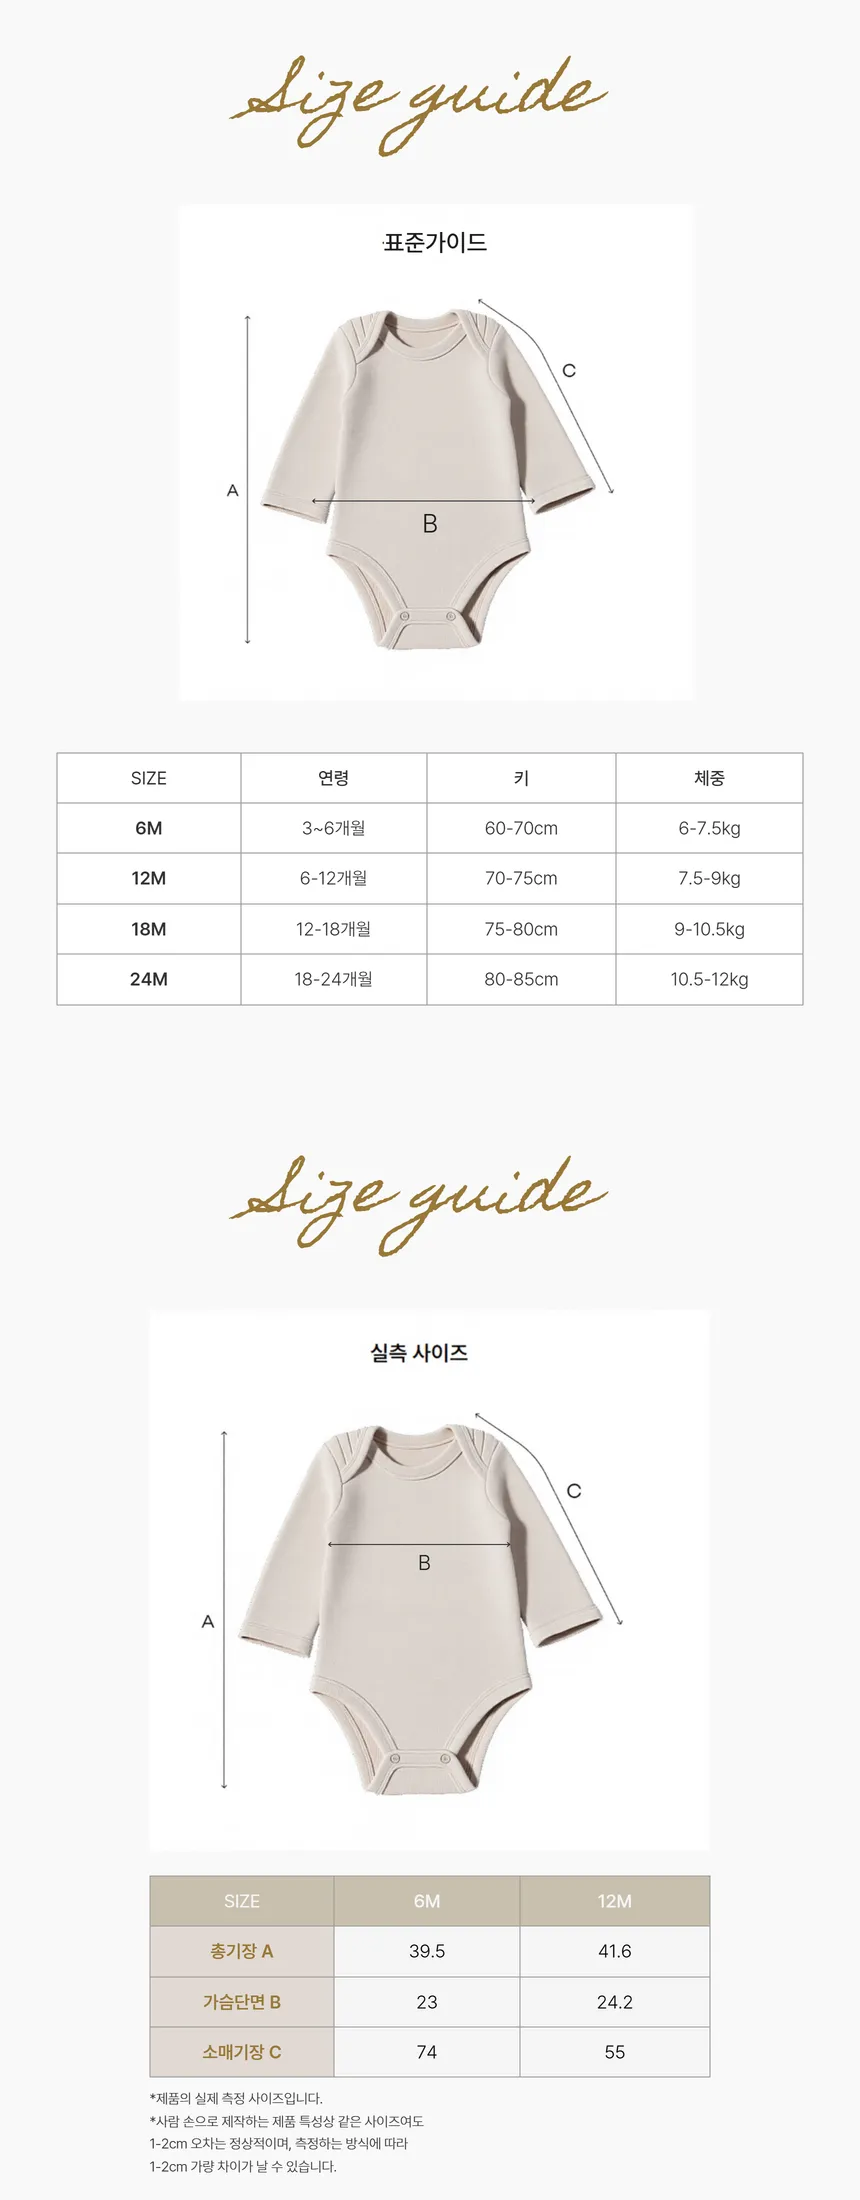 Size guide
·표준가이드
C
A
B
SIZE 연령 키 체중
6M 3~6개월 60-70cm 6-7.5kg
12M 6-12개월 70-75cm 7.5-9kg
18M 12-18개월 75-80cm 9-10.5kg
24M 18-24개월 80-85cm 10.5-12kg
Size guide
실측 사이즈
C
B
A
SIZE 6M 12M
총기장 A 39.5 41.6
가슴단면 B 23 24.2
소매기장 C 74 55
*제품의 실제 측정 사이즈입니다.
*사람 손으로 제작하는 제품 특성상 같은 사이즈여도
1-2cm 오차는 정상적이며, 측정하는 방식에 따라
1-2cm 가량 차이가 날 수 있습니다.